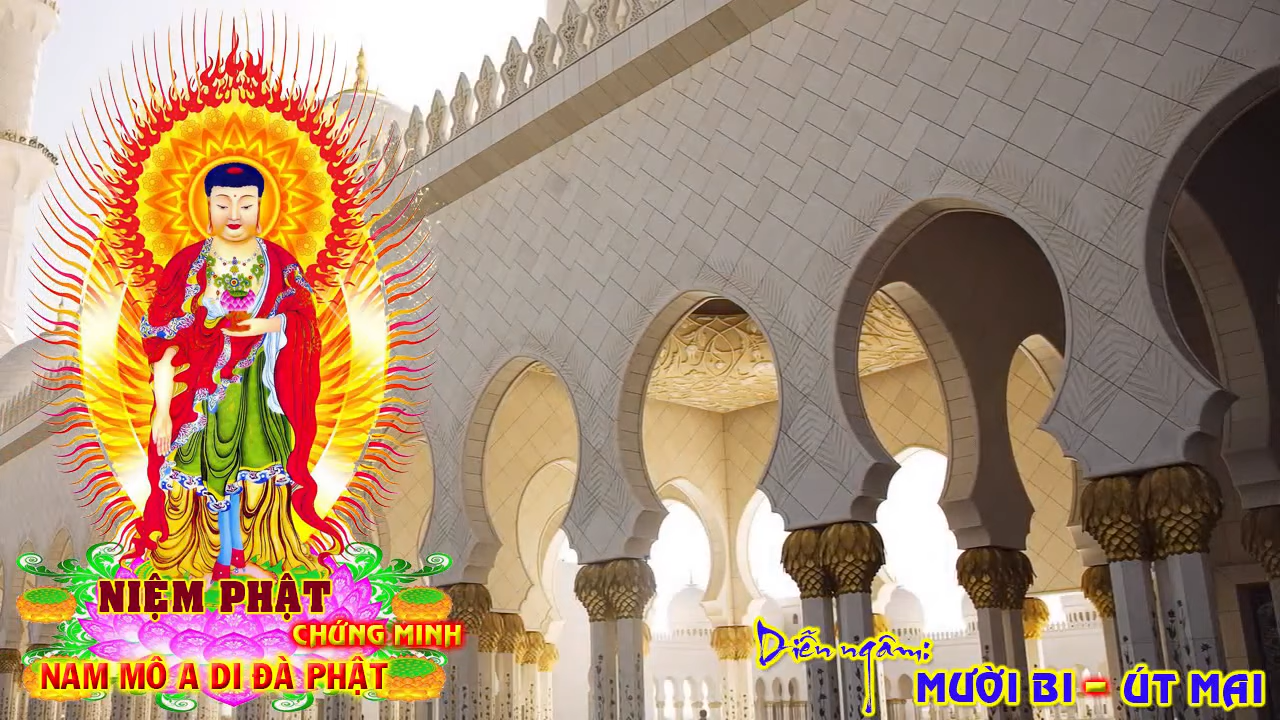 NIỆM PHẬT
CHỨNG MINH
NAM MÔ A DI ĐÀ PHẬT
Diễn ngâm:
MƯỜI BI - ÚT MAI